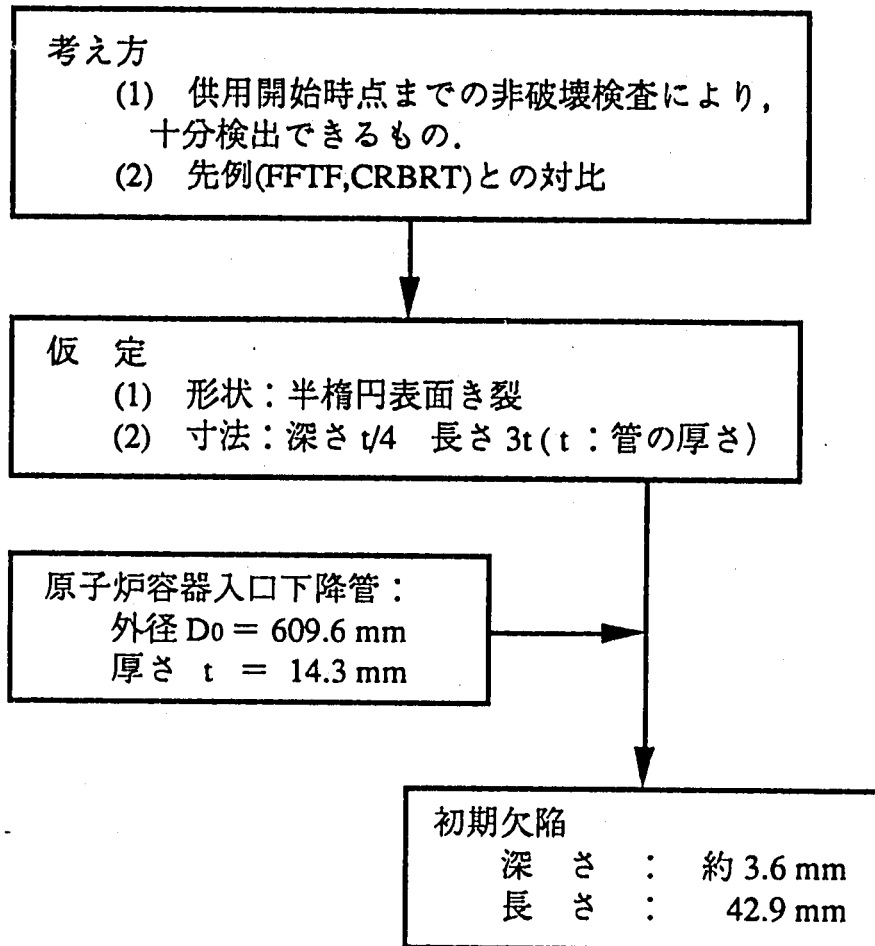 考え方
(1) 供用開始時点までの非破壊検査により，
十分検出できるもの．
(2) 先例(FFTF,CRBRT)との対比
仮 定
(1) 形状：半楕円表面き裂
(2) 寸法：深さ t/4 長さ 3t ( t：管の厚さ)
原子炉容器入口下降管：
外径 D0 = 609.6 mm
厚さ t = 14.3 mm
初期欠陥
深 さ ： 約 3.6 mm
長 さ ： 42.9 mm